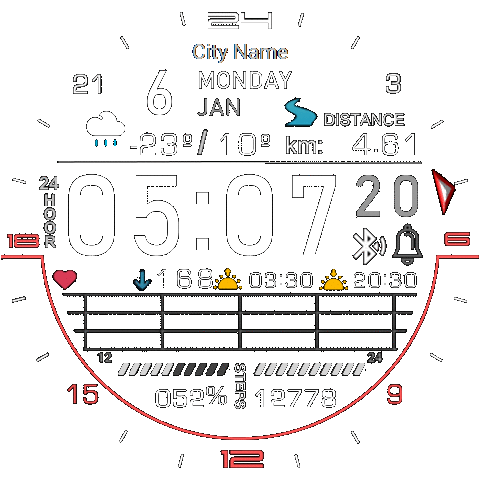 24
City Name
21 6 MONDAY 3
JAN
DISTANCE
-23º/ 10º km: 4.61
24 HOOR
05:07 20
18 6
168 03:30 20:30
12 24
15 052% STEPS 12778 9
12